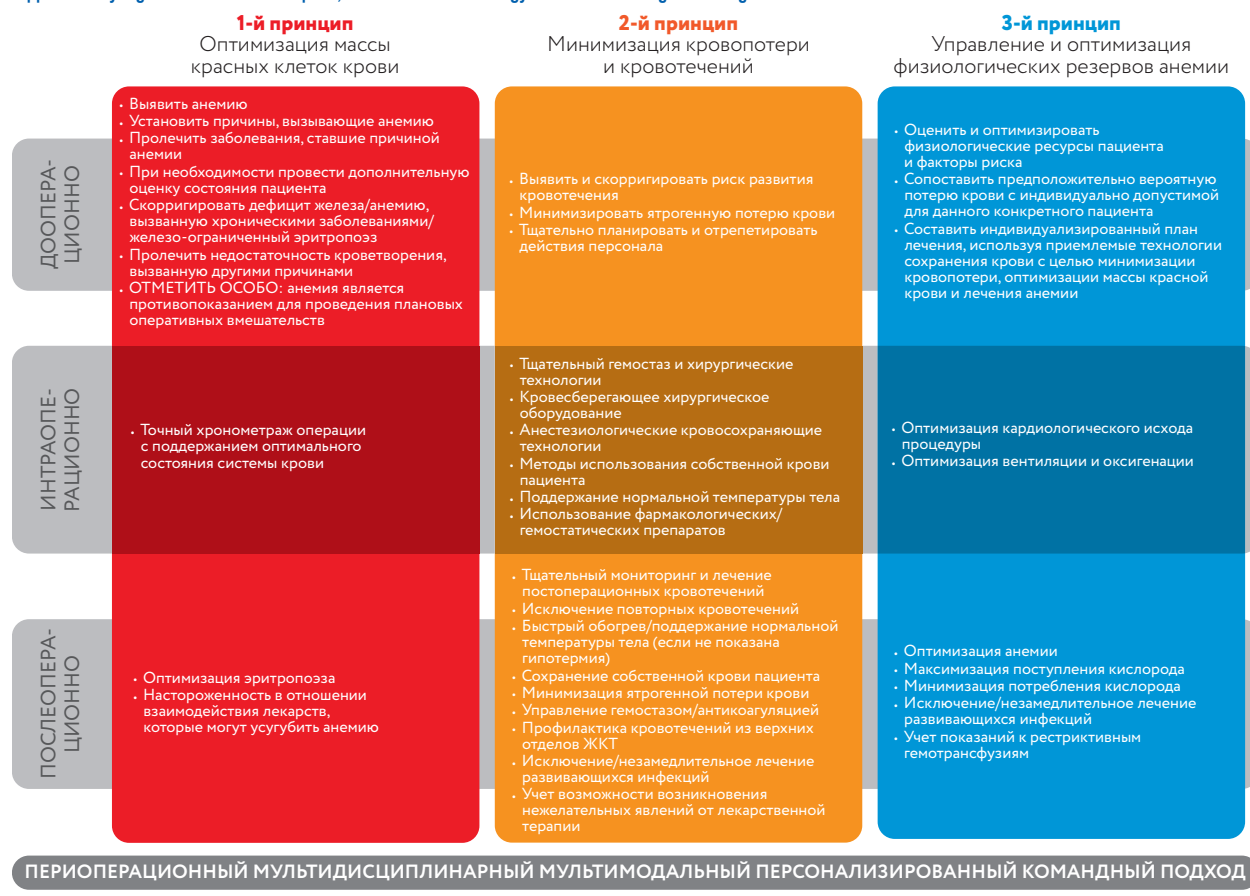 1-й принцип
Оптимизация массы
красных клеток крови
2-й принцип
Минимизация кровопотери
и кровотечений
3-й принцип
Управление и оптимизация
физиологических резервов анемии
ДООПЕРА-
ЦИОННО
• Выявить анемию
• Установить причины, вызывающие анемию
• Пролечить заболевания, ставшие причиной
анемии
• При необходимости провести дополнительную
оценку состояния пациента
• Скорригировать дефицит железа/анемию,
вызванную хроническими заболеваниями/
железо-ограниченный эритропоэз
• Пролечить недостаточность кроветворения,
вызванную другими причинами
• ОТМЕТИТЬ ОСОБО: анемия является
противопоказанием для проведения плановых
оперативных вмешательств
• Выявить и скорригировать риск развития
кровотечения
• Минимизировать ятрогенную потерю крови
• Тщательно планировать и отрепетировать
действия персонала
• Оценить и оптимизировать
физиологические ресурсы пациента
и факторы риска
• Сопоставить предположительно вероятную
потерю крови с индивидуально допустимой
для данного конкретного пациента
• Составить индивидуализированный план
лечения, используя приемлемые технологии
сохранения крови с целью минимизации
кровопотери, оптимизации массы красной
крови и лечения анемии
ИНТРАОПЕ-
РАЦИОННО
• Точный хронометраж операции
с поддержанием оптимального
состояния системы крови
• Тщательный гемостаз и хирургические
технологии
• Кровесберегающее хирургическое
оборудование
• Анестезиологические кровосохраняющие
технологии
• Методы использования собственной крови
пациента
• Поддержание нормальной температуры тела
• Использование фармакологических/
гемостатических препаратов
• Оптимизация кардиологического исхода
процедуры
• Оптимизация вентиляции и оксигенации
ПОСЛЕОПЕРА-
ЦИОННО
• Оптимизация эритропоэза
• Настороженность в отношении
взаимодействия лекарств,
которые могут усугубить анемию
• Тщательный мониторинг и лечение
постоперационных кровотечений
• Исключение повторных кровотечений
• Быстрый обогрев/поддержание нормальной
температуры тела (если не показана
гипотермия)
• Сохранение собственной крови пациента
• Минимизация ятрогенной потери крови
• Управление гемостазом/антикоагуляцией
• Профилактика кровотечений из верхних
отделов ЖКТ
• Исключение/незамедлительное лечение
развивающихся инфекций
• Учет возможности возникновения
нежелательных явлений от лекарственной
терапии
• Оптимизация анемии
• Максимизация поступления кислорода
• Минимизация потребления кислорода
• Исключение/незамедлительное лечение
развивающихся инфекций
• Учет показаний к рестриктивным
гемотрансфузиям
ПЕРИОПЕРАЦИОННЫЙ МУЛЬТИДИСЦИПЛИНАРНЫЙ МУЛЬТИМОДАЛЬНЫЙ ПЕРСОНАЛИЗИРОВАННЫЙ КОМАНДНЫЙ ПОДХОД